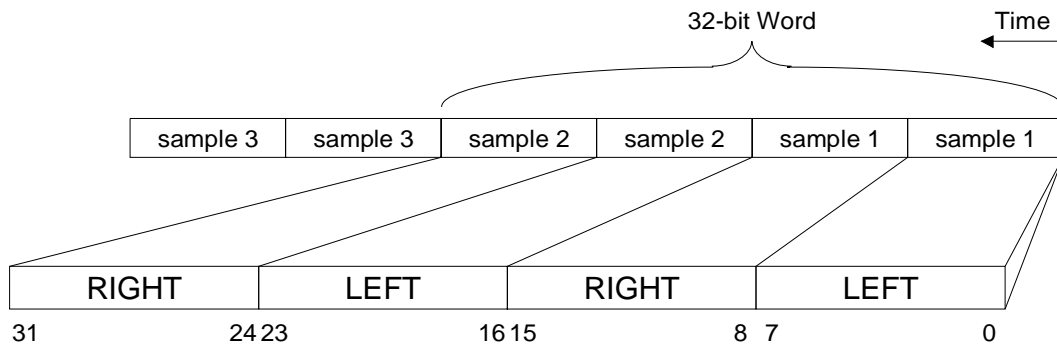 32-bit Word Time
sample 3 sample 3 sample 2 sample 2 sample 1 sample 1
RIGHT LEFT RIGHT LEFT
31 24 23 16 15 8 7 0